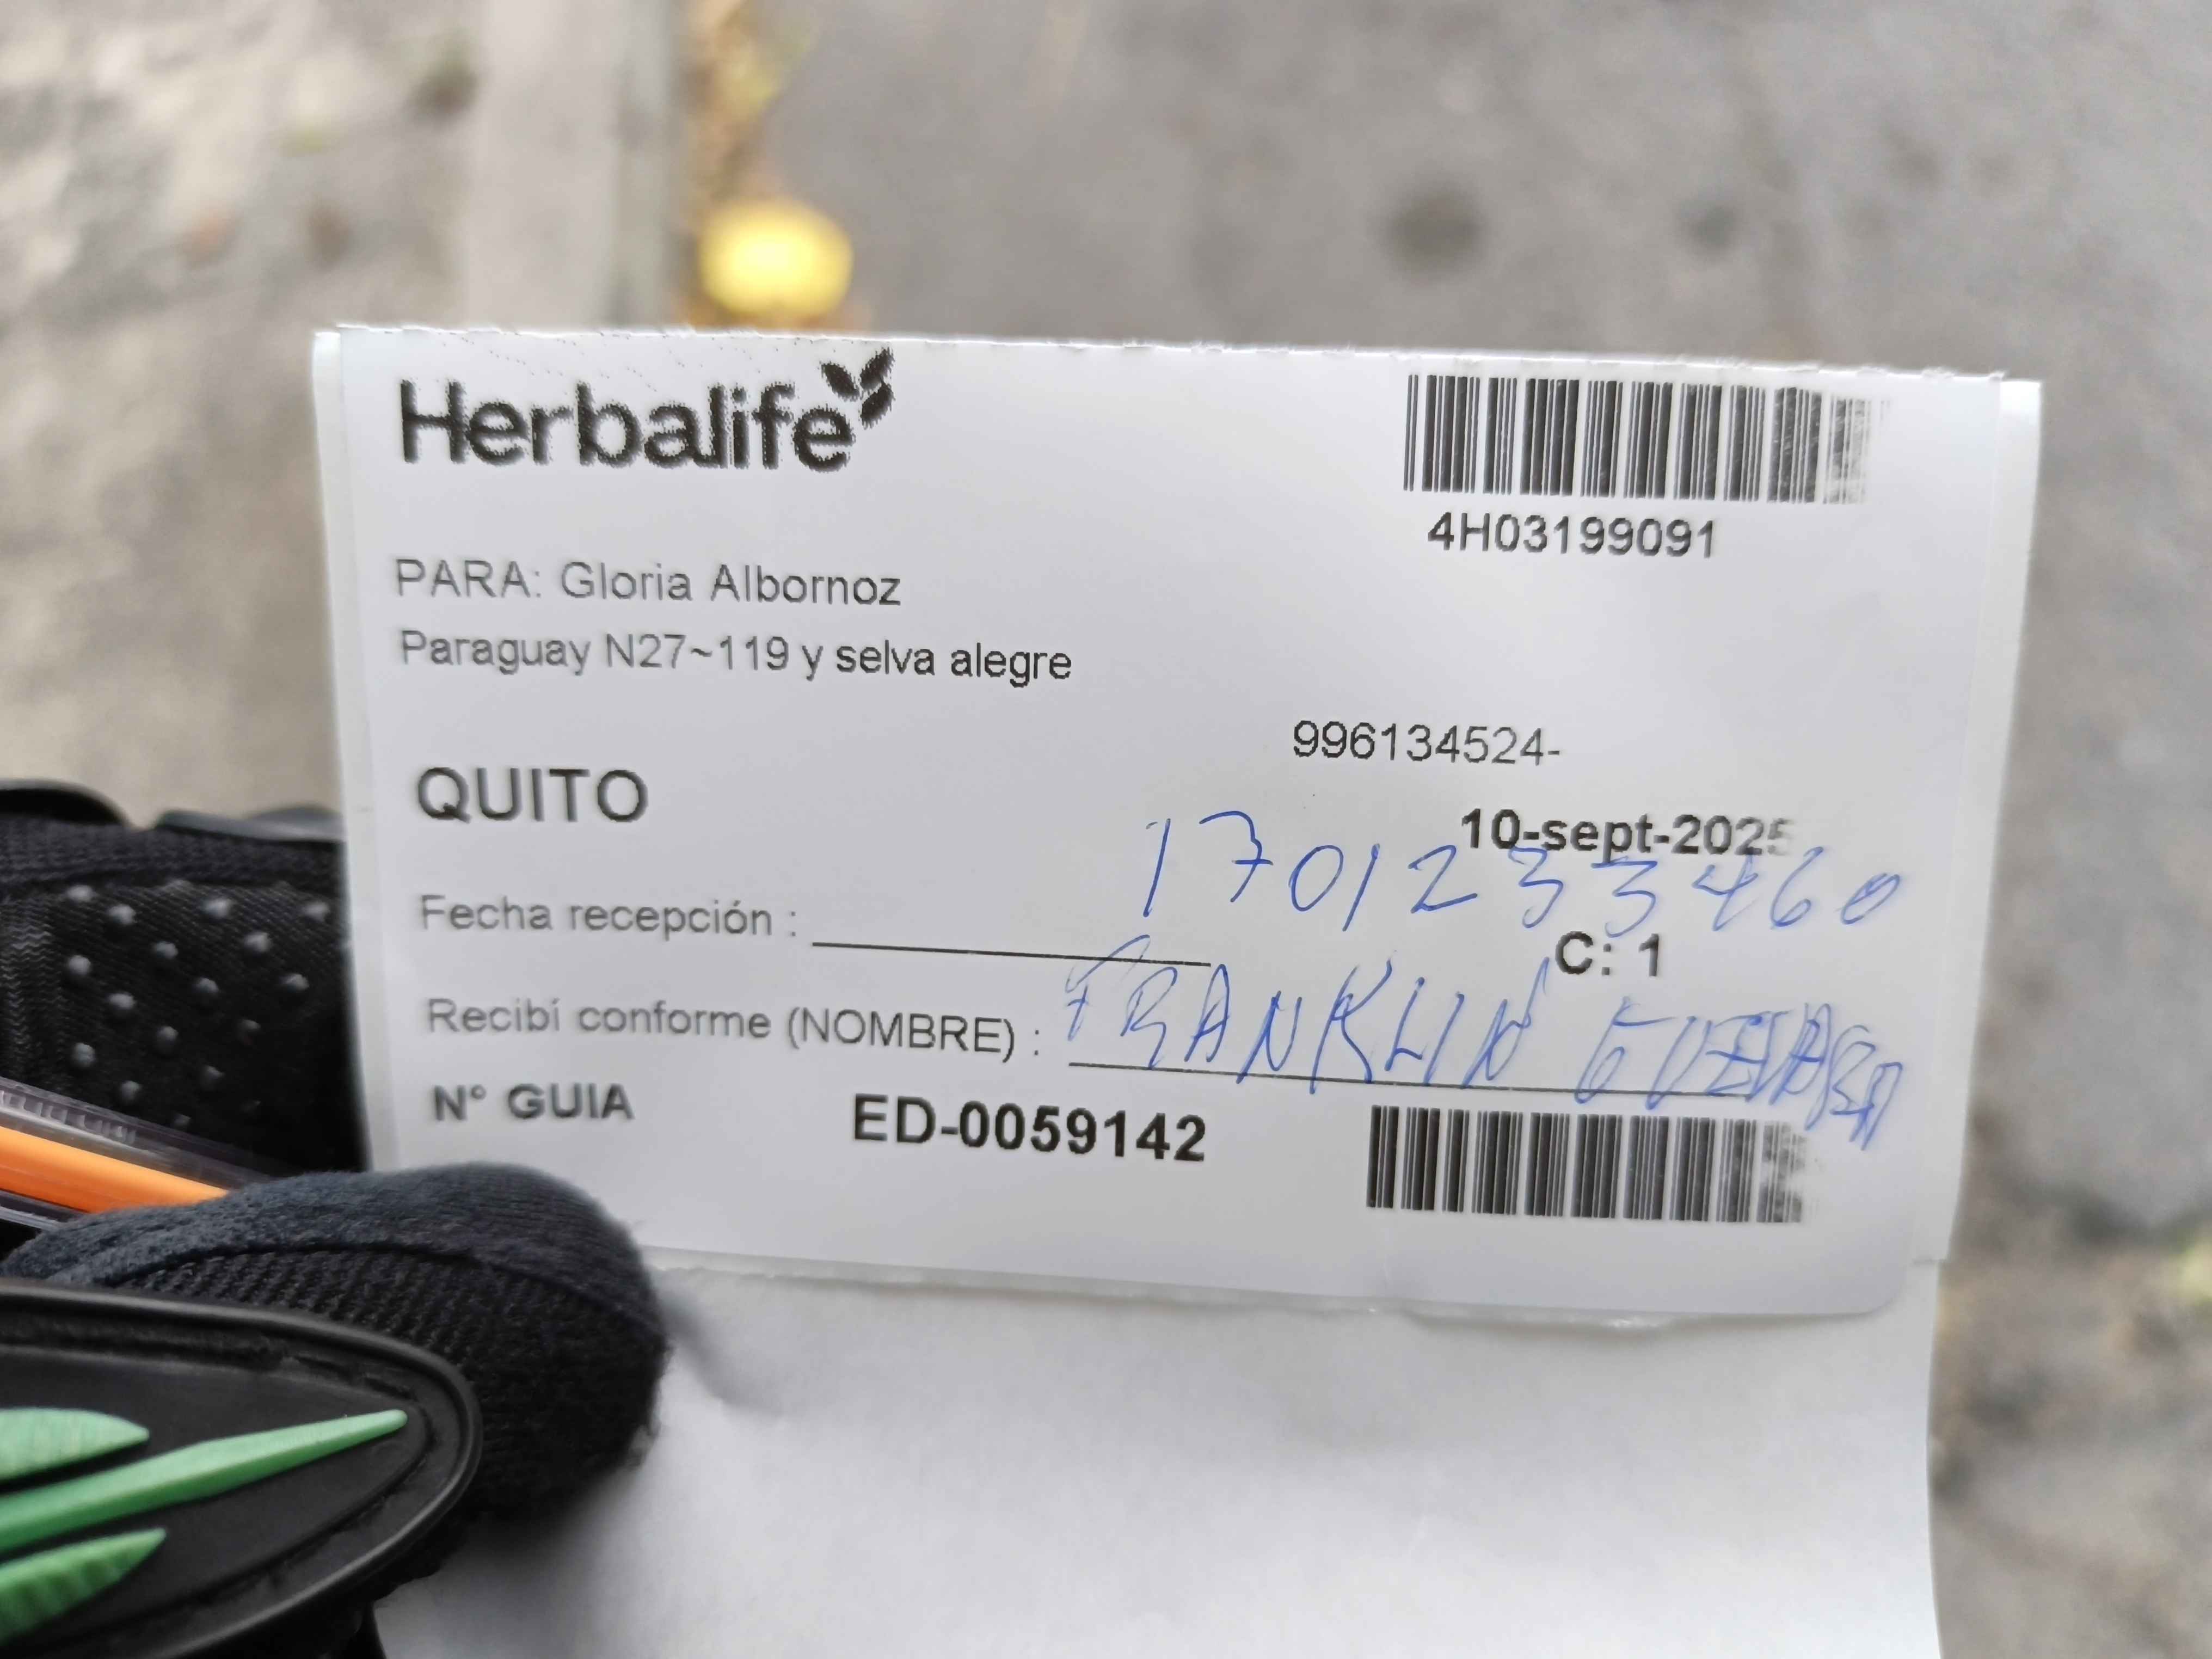 Herbalife
4H03199091
PARA: Gloria Albornoz
Paraguay N27~119 y selva alegre
996134524-
QUITO
10-sept-2025
1701233460
Fecha recepción :
C: 1
Recibí conforme (NOMBRE) : FRANKLIN
N° GUIA ED-0059142